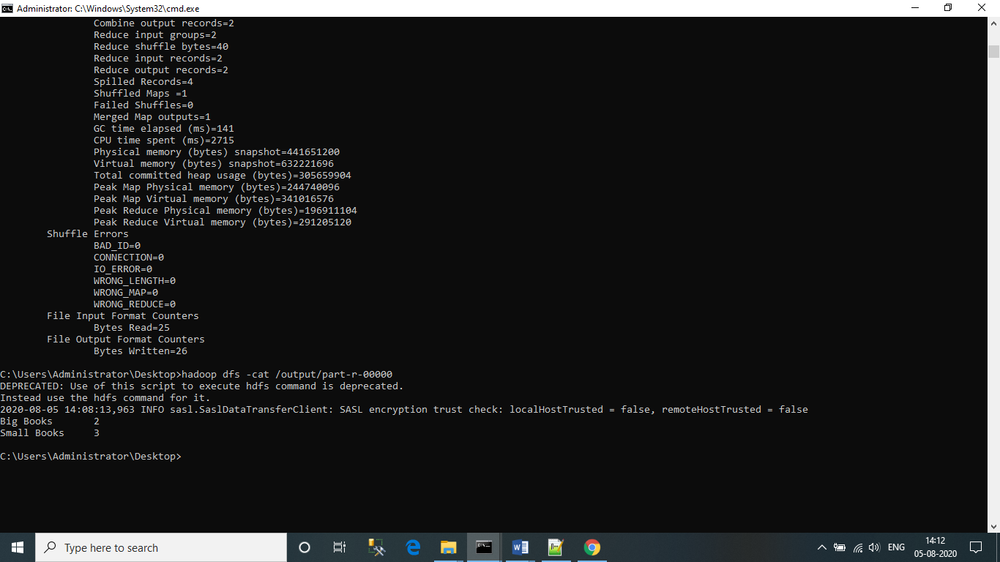 Administrator: C:\Windows\System32\cmd.exe
Combine output records=2
Reduce input groups=2
Reduce shuffle bytes=40
Reduce input records=2
Reduce output records=2
Spilled Records=4
Shuffled Maps =1
Failed Shuffles=0
Merged Map outputs=1
GC time elapsed (ms)=141
CPU time spent (ms)=2715
Physical memory (bytes) snapshot=441651200
Virtual memory (bytes) snapshot=632221696
Total committed heap usage (bytes)=305659904
Peak Map Physical memory (bytes)=244740096
Peak Map Virtual memory (bytes)=341016576
Peak Reduce Physical memory (bytes)=196911104
Peak Reduce Virtual memory (bytes)=291205120
Shuffle Errors
BAD_ID=0
CONNECTION=0
IO_ERROR=0
WRONG_LENGTH=0
WRONG_MAP=0
WRONG_REDUCE=0
File Input Format Counters
Bytes Read=25
File Output Format Counters
Bytes Written=26
C:\Users\Administrator\Desktop>hadoop dfs -cat /output/part-r-00000
DEPRECATED: Use of this script to execute hdfs command is deprecated.
Instead use the hdfs command for it.
2020-08-05 14:08:13,963 INFO sasl.SaslDataTransferClient: SASL encryption trust check: localHostTrusted = false, remoteHostTrusted = false
Big Books 2
Small Books 3
C:\Users\Administrator\Desktop>
Type here to search
ENG
14:12
05-08-2020